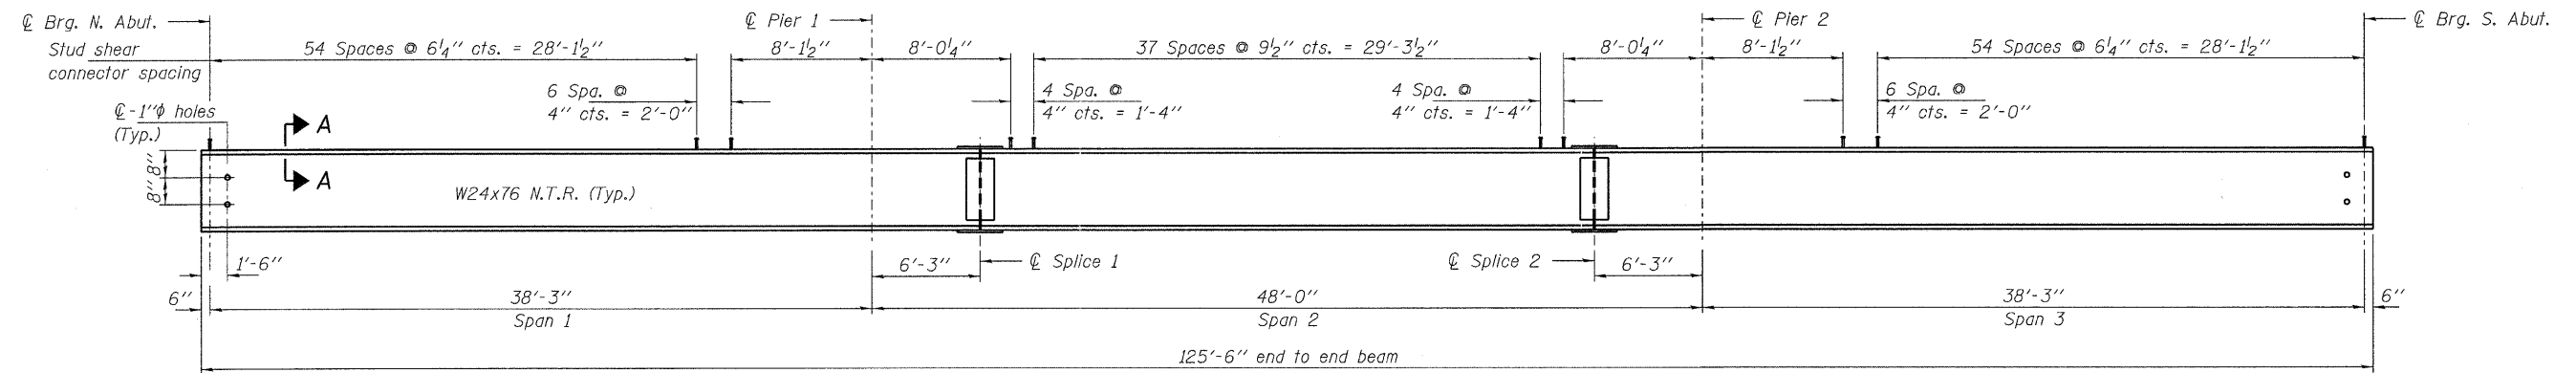 ℄ Brg. N. Abut.
℄ Pier 1
℄ Pier 2
℄ Brg. S. Abut.
Stud shear
connector spacing
54 Spaces @ 6¼" cts. = 28'-1½"
8'-1½"
8'-0¼"
37 Spaces @ 9½" cts. = 29'-3½"
8'-0¼"
8'-1½"
54 Spaces @ 6¼" cts. = 28'-1½"
6 Spa. @
4" cts. = 2'-0"
4 Spa. @
4" cts. = 1'-4"
4 Spa. @
4" cts. = 1'-4"
6 Spa. @
4" cts. = 2'-0"
℄-1"ϕ holes
(Typ.)
A
A
8"
8"
W24x76 N.T.R. (Typ.)
1'-6"
6'-3"
℄ Splice 1
℄ Splice 2
6'-3"
6"
38'-3"
Span 1
48'-0"
Span 2
38'-3"
Span 3
6"
125'-6" end to end beam